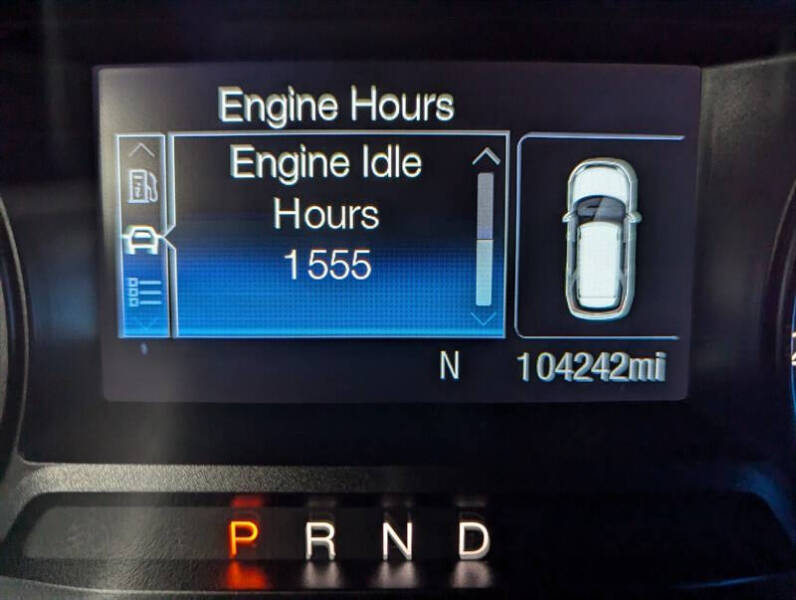 Engine Hours
Engine Idle
Hours
1555
N 104242mi
P R N D